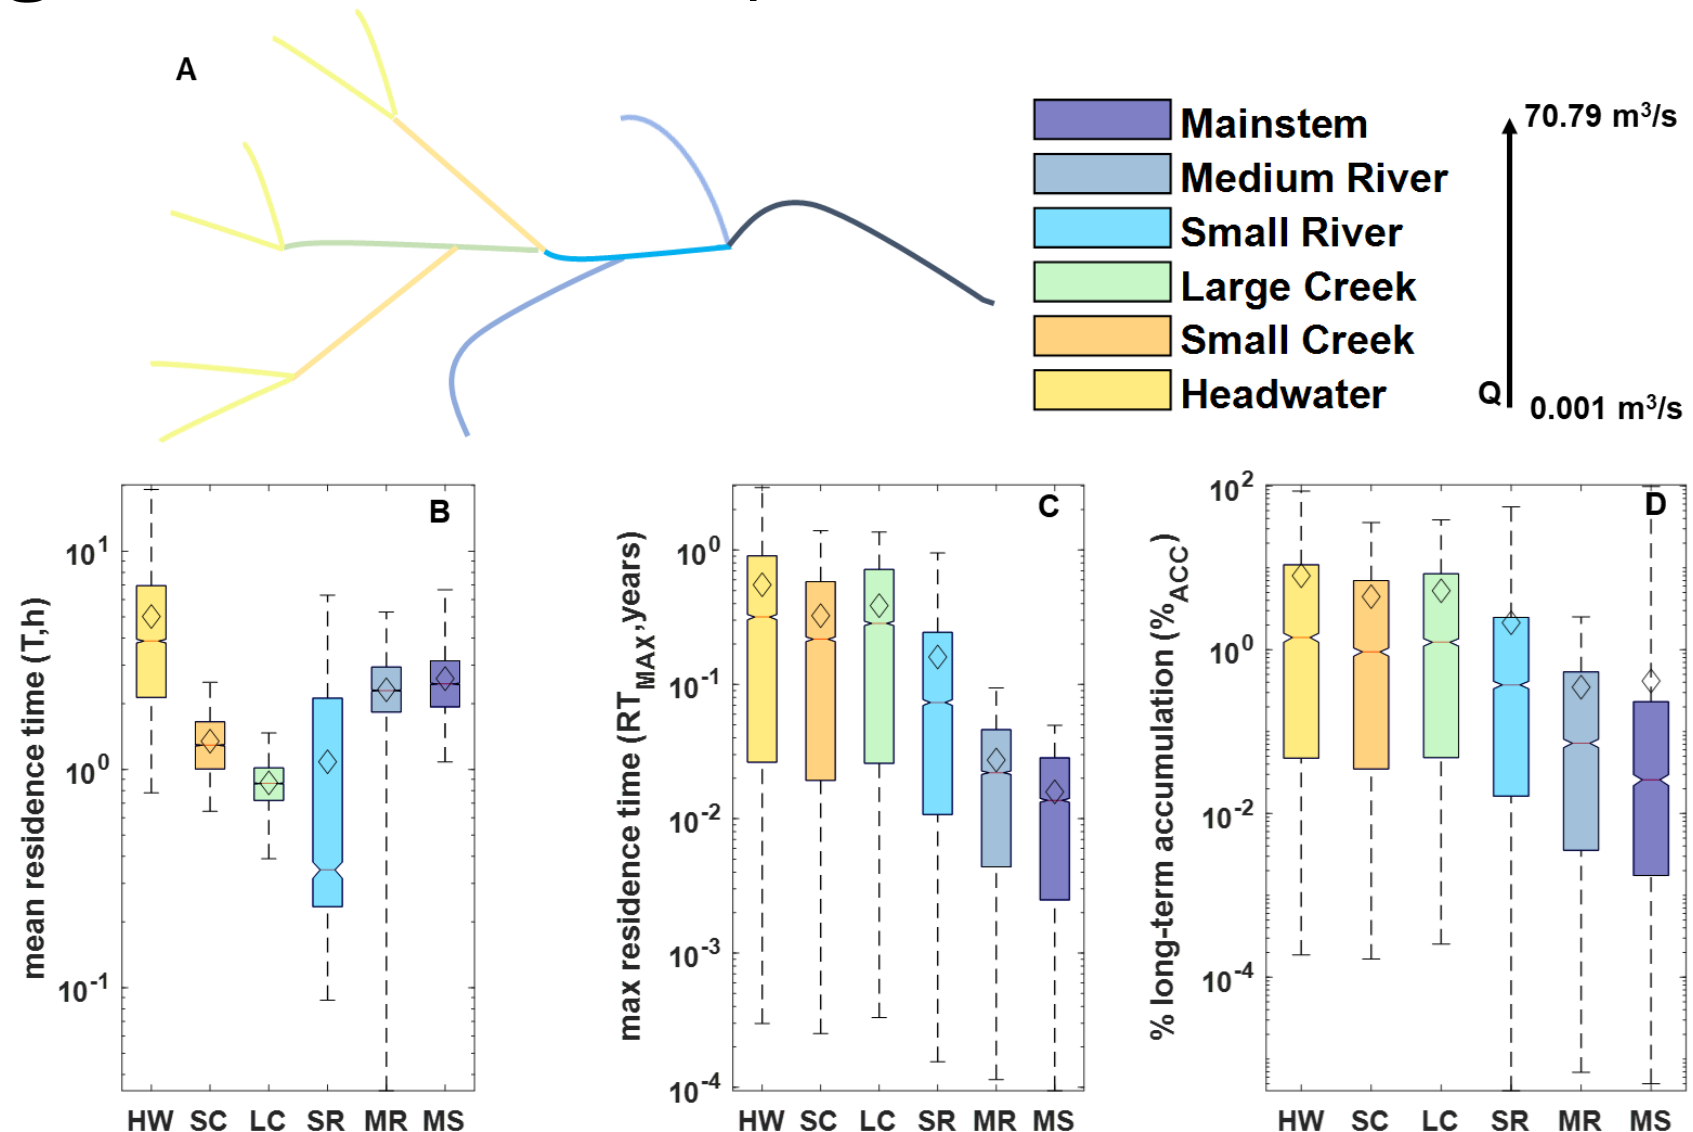 A
Mainstem
Medium River
Small River
Large Creek
Small Creek
Headwater
70.79 m³/s
Q
0.001 m³/s
B
mean residence time (T,h)
10¹
10⁰
10⁻¹
HW SC LC SR MR MS
C
max residence time (RT_MAX,years)
10⁰
10⁻¹
10⁻²
10⁻³
10⁻⁴
HW SC LC SR MR MS
D
% long-term accumulation (%_ACC)
10²
10⁰
10⁻²
10⁻⁴
HW SC LC SR MR MS